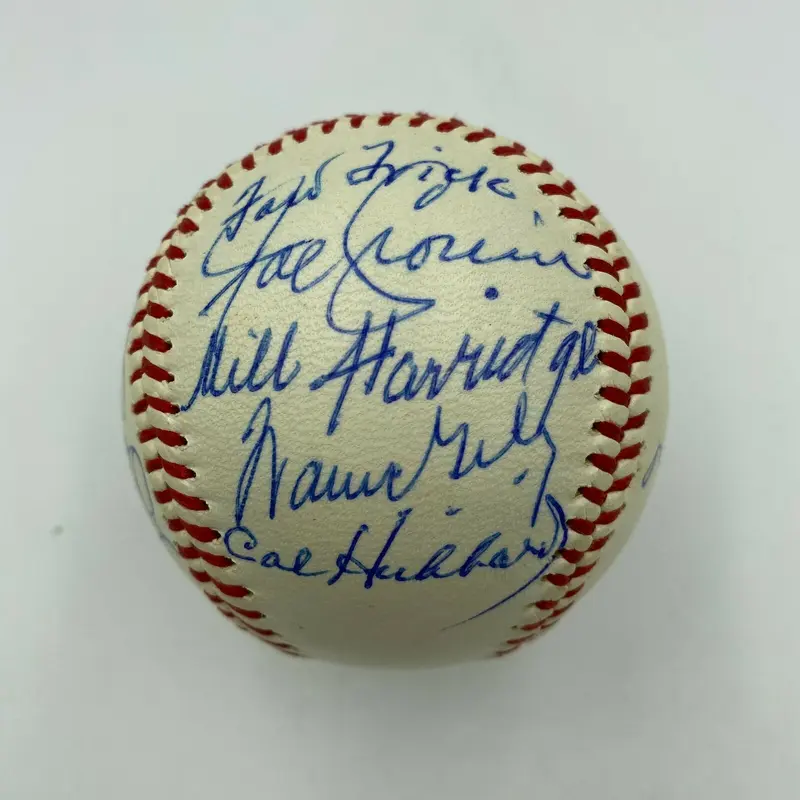 Ford Frick
Joe Cronin
Will Harridge
Warren Giles
Cal Hubbard